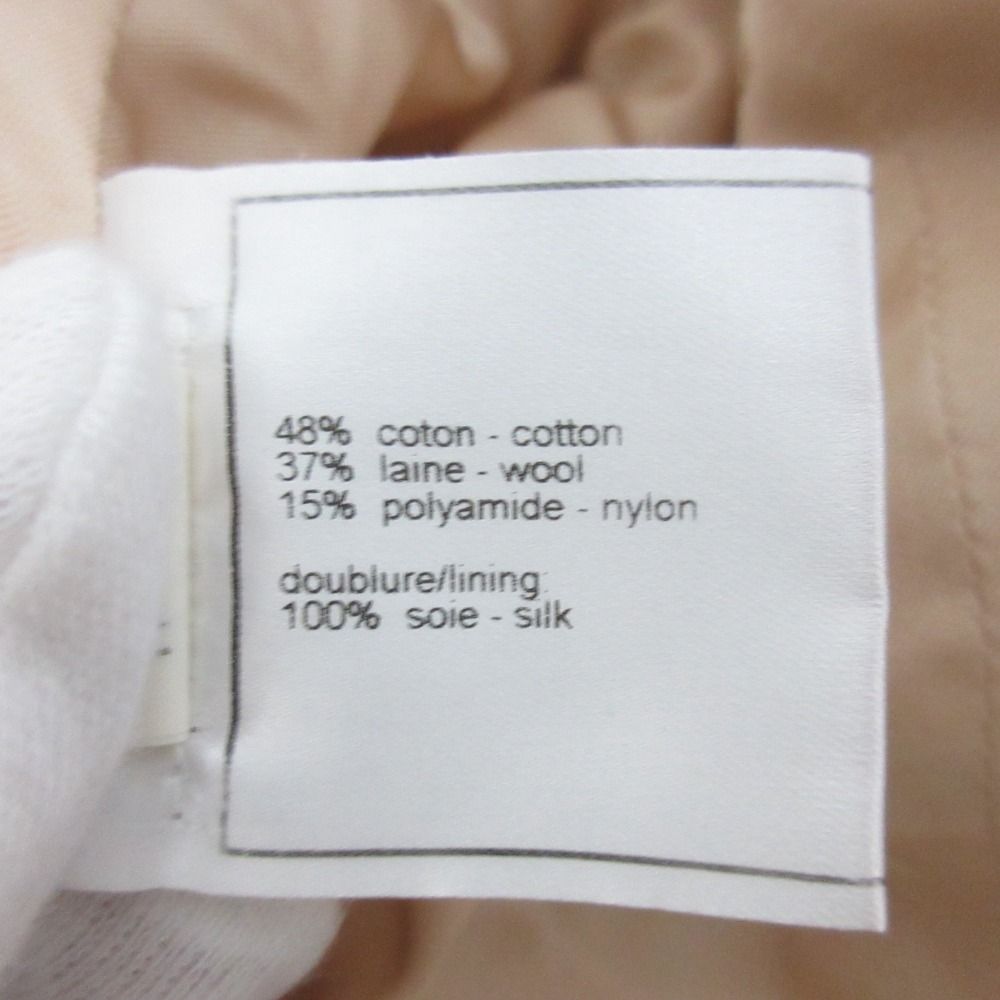 48% coton - cotton
37% laine - wool
15% polyamide - nylon
doublure/lining:
100% soie - silk